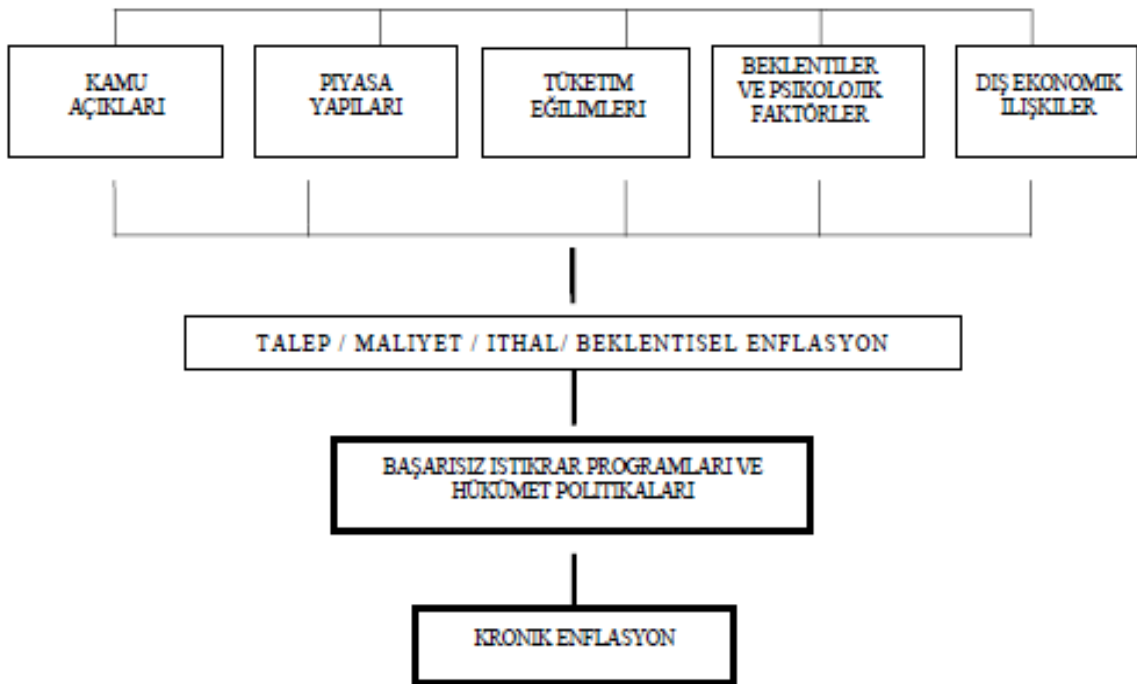 KAMU
AÇIKLARI
PIYASA
YAPILARI
TÜKETIM
EĞILIMLERI
BEKLENTILER
VE PSIKOLOJIK
FAKTÖRLER
DIŞ EKONOMIK
ILIŞKILER
TALEP / MALIYET / ITHAL/ BEKLENTISEL ENFLASYON
BAŞARISIZ ISTIKRAR PROGRAMLARI VE
HÜKÜMET POLITIKALARI
KRONIK ENFLASYON